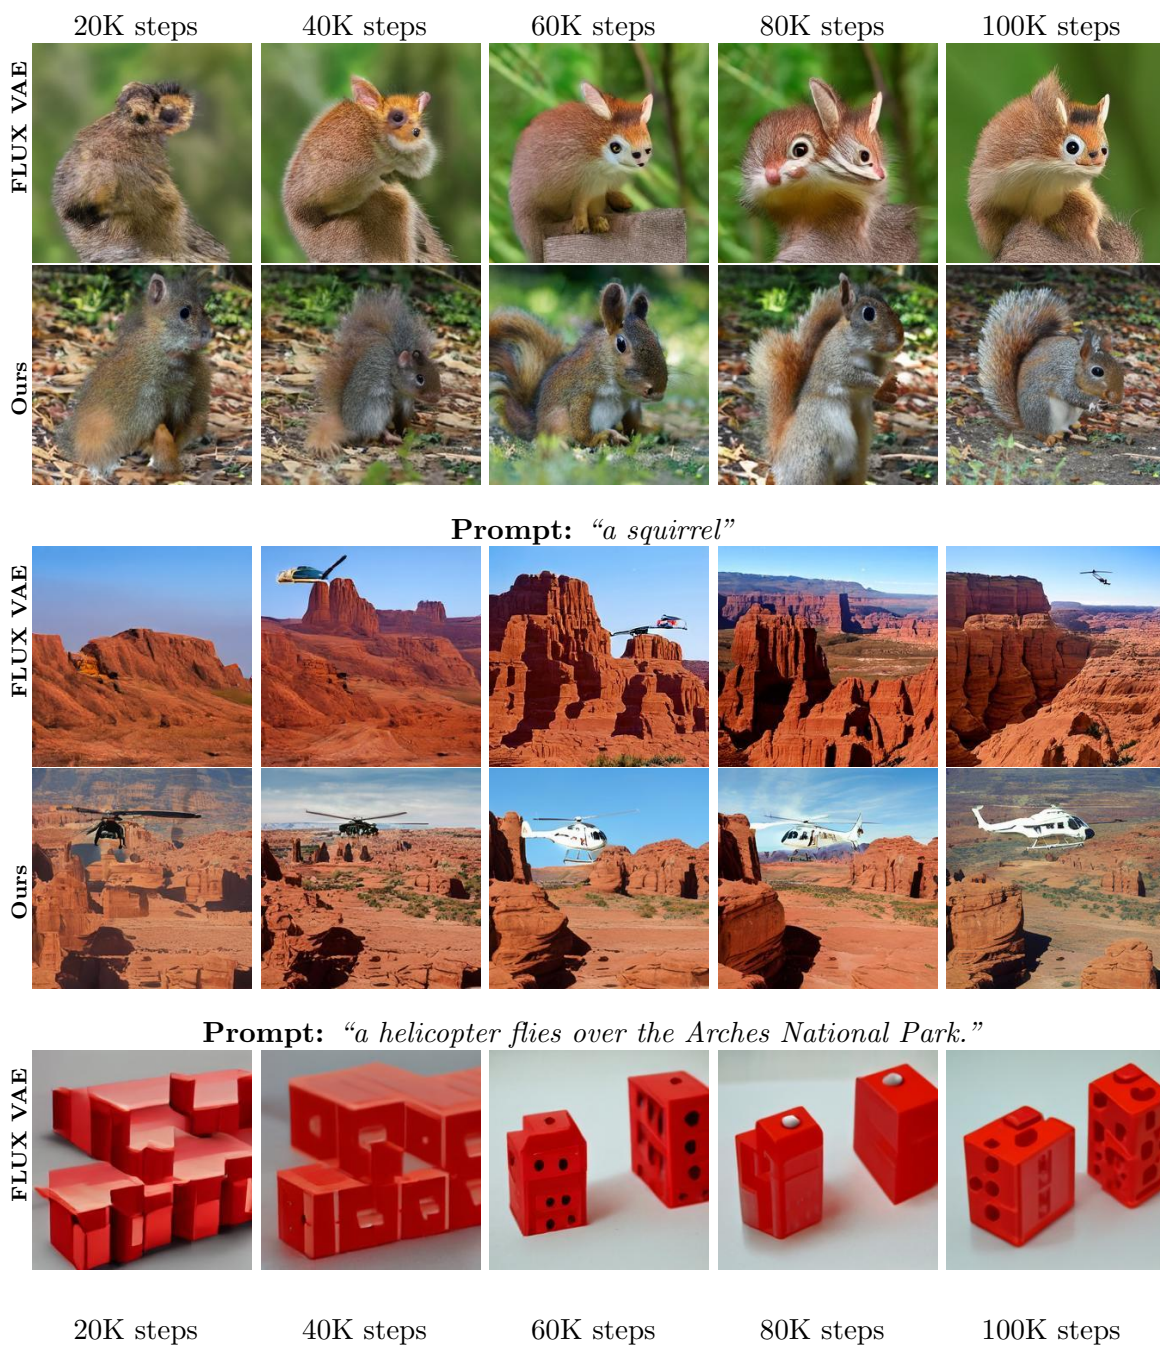 20K steps 40K steps 60K steps 80K steps 100K steps
FLUX VAE
Ours
Prompt: “a squirrel”
FLUX VAE
Ours
Prompt: “a helicopter flies over the Arches National Park.”
FLUX VAE
20K steps 40K steps 60K steps 80K steps 100K steps